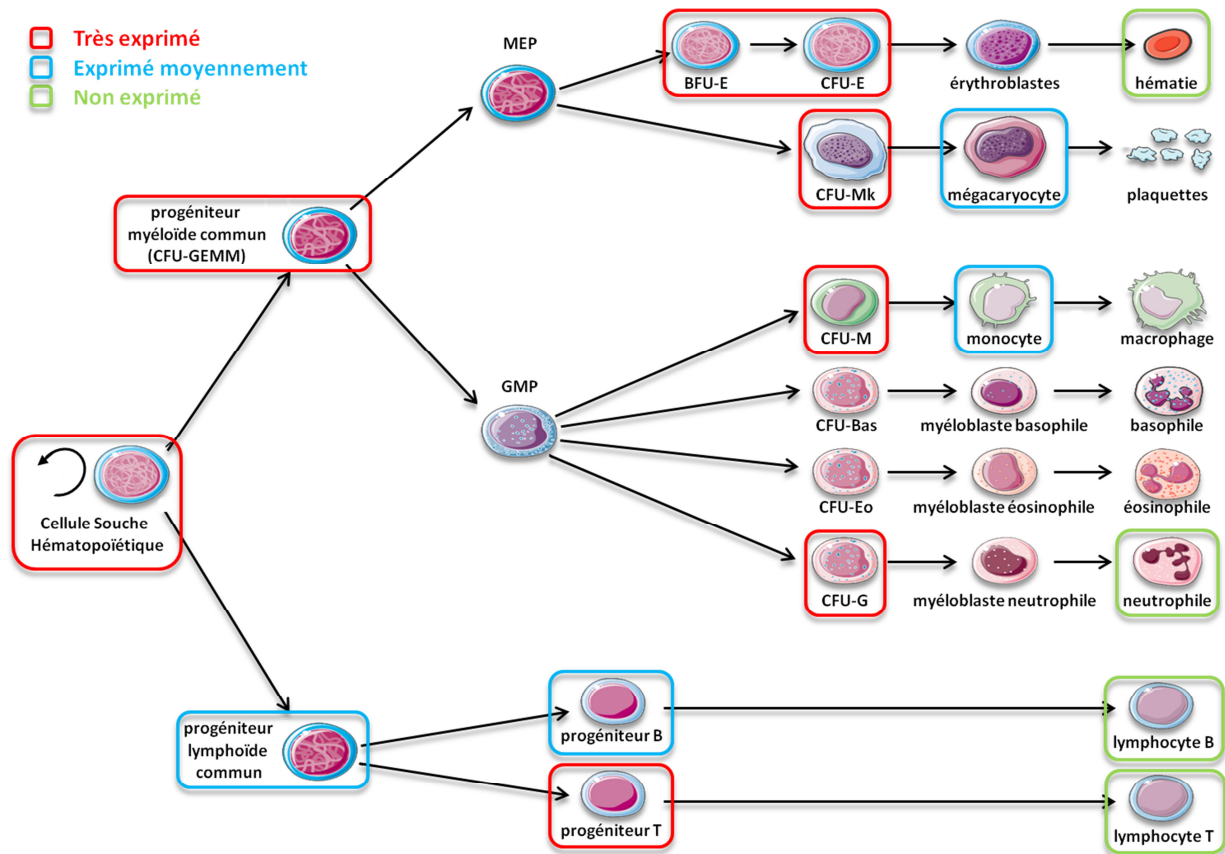 Très exprimé
Exprimé moyennement
Non exprimé
MEP
BFU-E
CFU-E
érythroblastes
hématie
CFU-Mk
mégacaryocyte
plaquettes
progéniteur
myéloïde commun
(CFU-GEMM)
CFU-M
monocyte
macrophage
GMP
CFU-Bas
myéloblaste basophile
basophile
CFU-Eo
myéloblaste éosinophile
éosinophile
Cellule Souche
Hématopoïétique
CFU-G
myéloblaste neutrophile
neutrophile
progéniteur
lymphoïde
commun
progéniteur B
lymphocyte B
progéniteur T
lymphocyte T